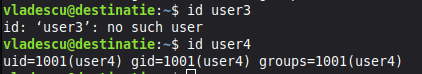 vladescu@destinatie:~$ id user3
id: ‘user3’: no such user
vladescu@destinatie:~$ id user4
uid=1001(user4) gid=1001(user4) groups=1001(user4)